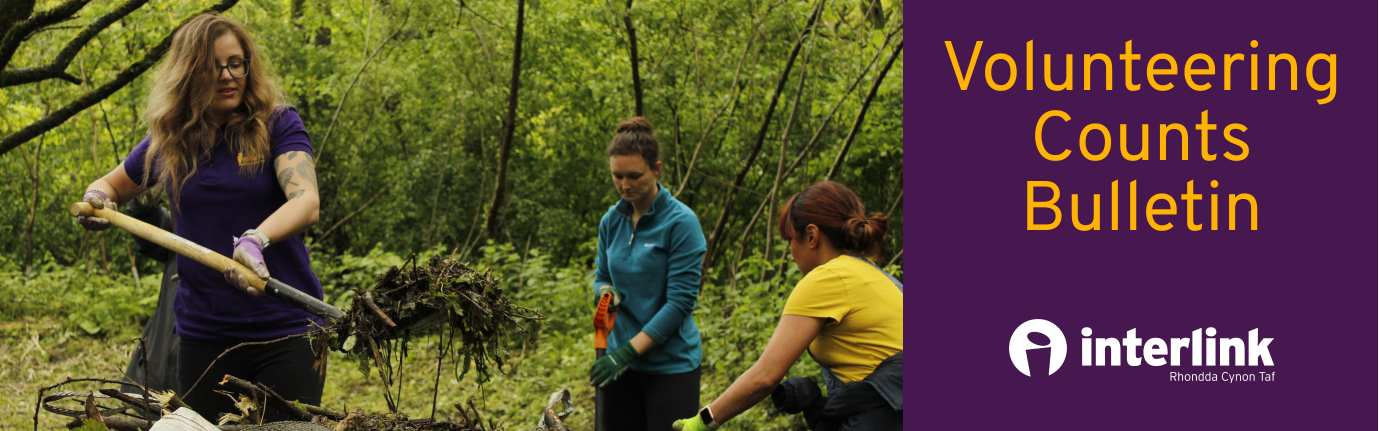 Volunteering
Counts
Bulletin
interlink
Rhondda Cynon Taf